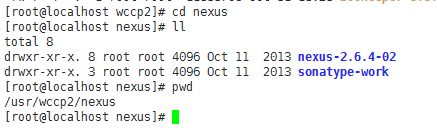 [root@localhost wccp2]# cd nexus
[root@localhost nexus]# ll
total 8
drwxr-xr-x. 8 root root 4096 Oct 11  2013 nexus-2.6.4-02
drwxr-xr-x. 3 root root 4096 Oct 11  2013 sonatype-work
[root@localhost nexus]# pwd
/usr/wccp2/nexus
[root@localhost nexus]#